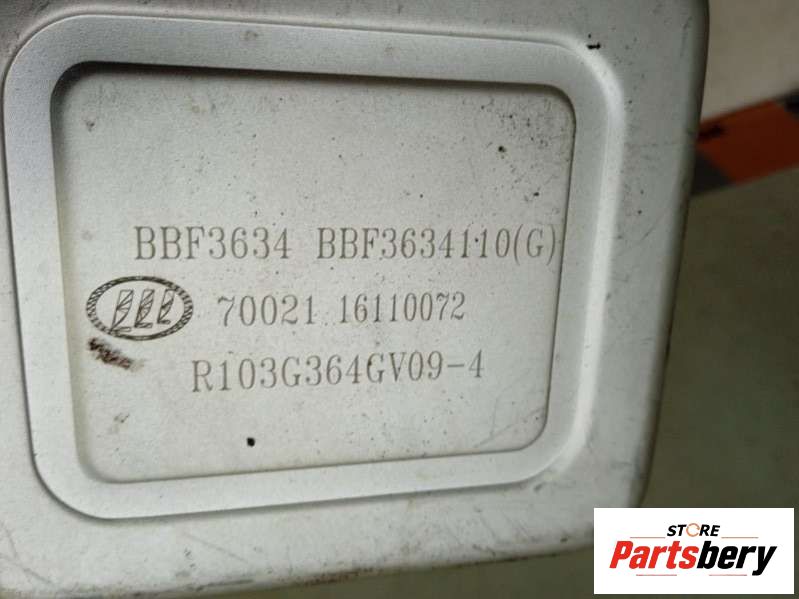 BBF3634 BBF3634110(G)
70021 16110072
R103G364GV09-4
STORE
Partsbery